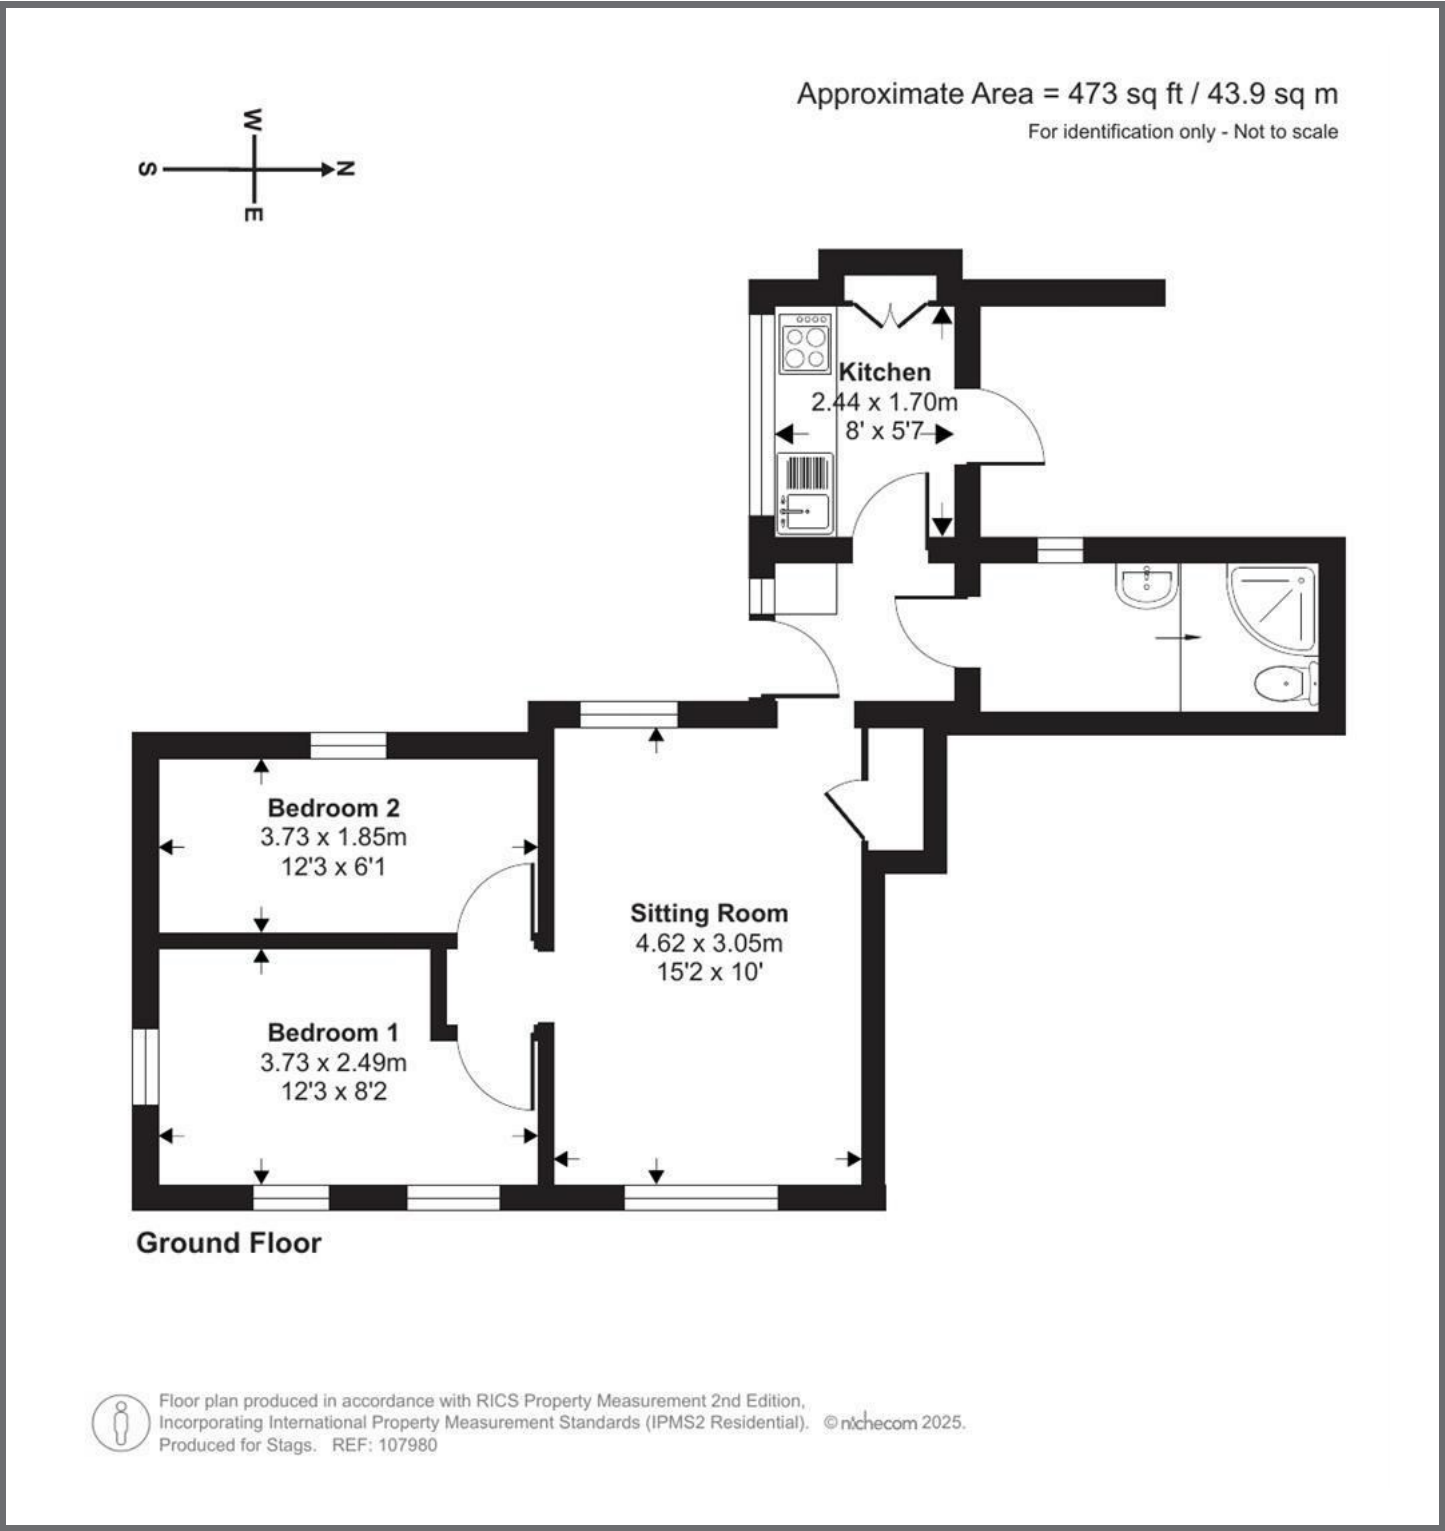 Approximate Area = 473 sq ft / 43.9 sq m
For identification only - Not to scale
W
S
N
E
Kitchen
2.44 x 1.70m
8' x 5'7
Bedroom 2
3.73 x 1.85m
12'3 x 6'1
Sitting Room
4.62 x 3.05m
15'2 x 10'
Bedroom 1
3.73 x 2.49m
12'3 x 8'2
Ground Floor
Floor plan produced in accordance with RICS Property Measurement 2nd Edition,
Incorporating International Property Measurement Standards (IPMS2 Residential). © nichecom 2025.
Produced for Stags. REF: 107980